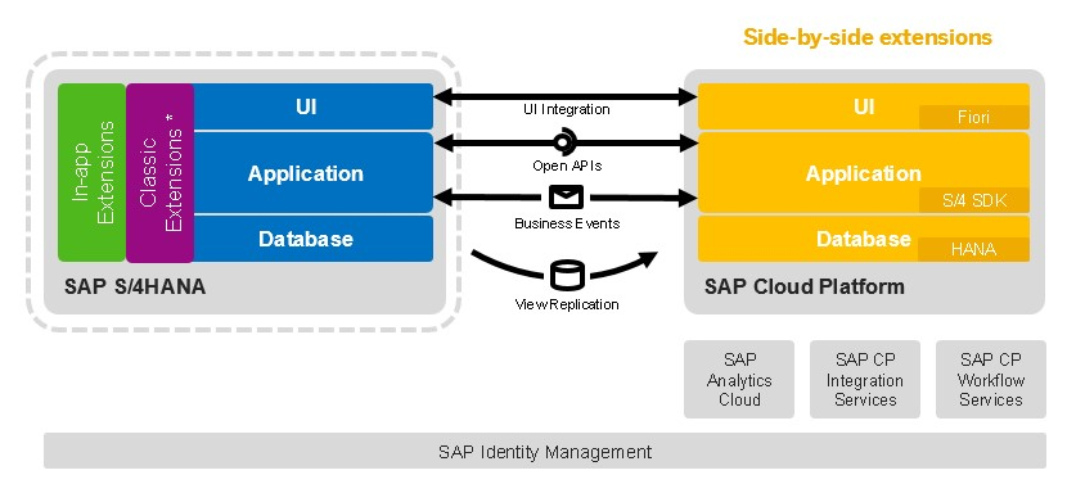 Side-by-side extensions
In-app
Extensions
Classic
Extensions *
UI
Application
Database
SAP S/4HANA
UI Integration
Open APIs
Business Events
View Replication
UI
Fiori
Application
S/4 SDK
Database
HANA
SAP Cloud Platform
SAP
Analytics
Cloud
SAP CP
Integration
Services
SAP CP
Workflow
Services
SAP Identity Management